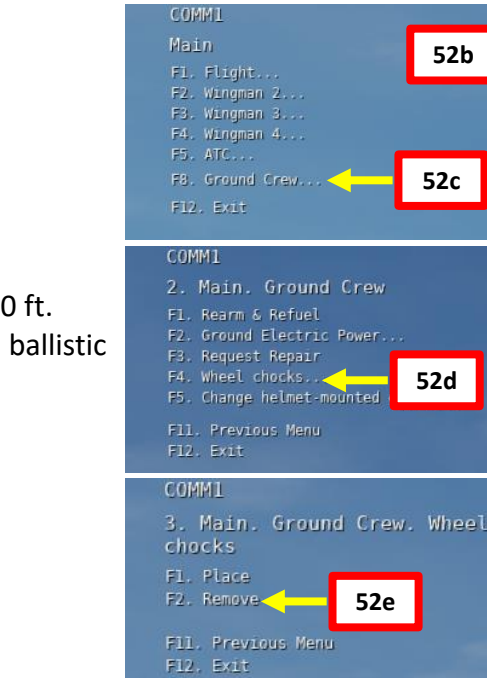 COMM1
Main
52b
F1. Flight...
F2. Wingman 2...
F3. Wingman 3...
F4. Wingman 4...
F5. ATC...
F8. Ground Crew...
52c
F12. Exit
COMM1
2. Main. Ground Crew
0 ft.
ballistic
F1. Rearm & Refuel
F2. Ground Electric Power...
F3. Request Repair
F4. Wheel chocks...
52d
F5. Change helmet-mounted
F11. Previous Menu
F12. Exit
COMM1
3. Main. Ground Crew. Wheel
chocks
F1. Place
F2. Remove
52e
F11. Previous Menu
F12. Exit